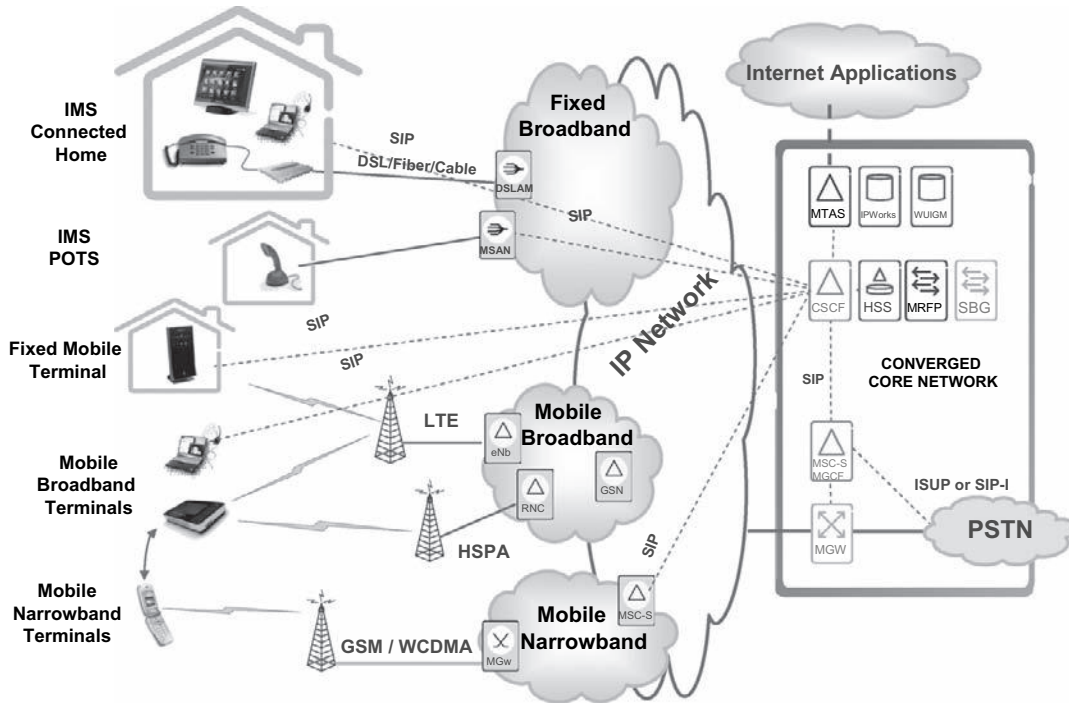 Internet Applications
IMS
Connected
Home
SIP
DSL/Fiber/Cable
Fixed
Broadband
DSLAM
MTAS
IPWorks
WUIGM
IMS
POTS
MSAN
SIP
IP Network
CSCF
HSS
MRFP
SBG
Fixed Mobile
Terminal
SIP
SIP
CONVERGED
CORE NETWORK
SIP
LTE
Mobile
Broadband
eNb
GSN
RNC
Mobile
Broadband
Terminals
HSPA
MSC-S
MGCF
ISUP or SIP-I
PSTN
MGW
SIP
Mobile
Narrowband
Terminals
GSM / WCDMA
MGw
Mobile
Narrowband
MSC-S